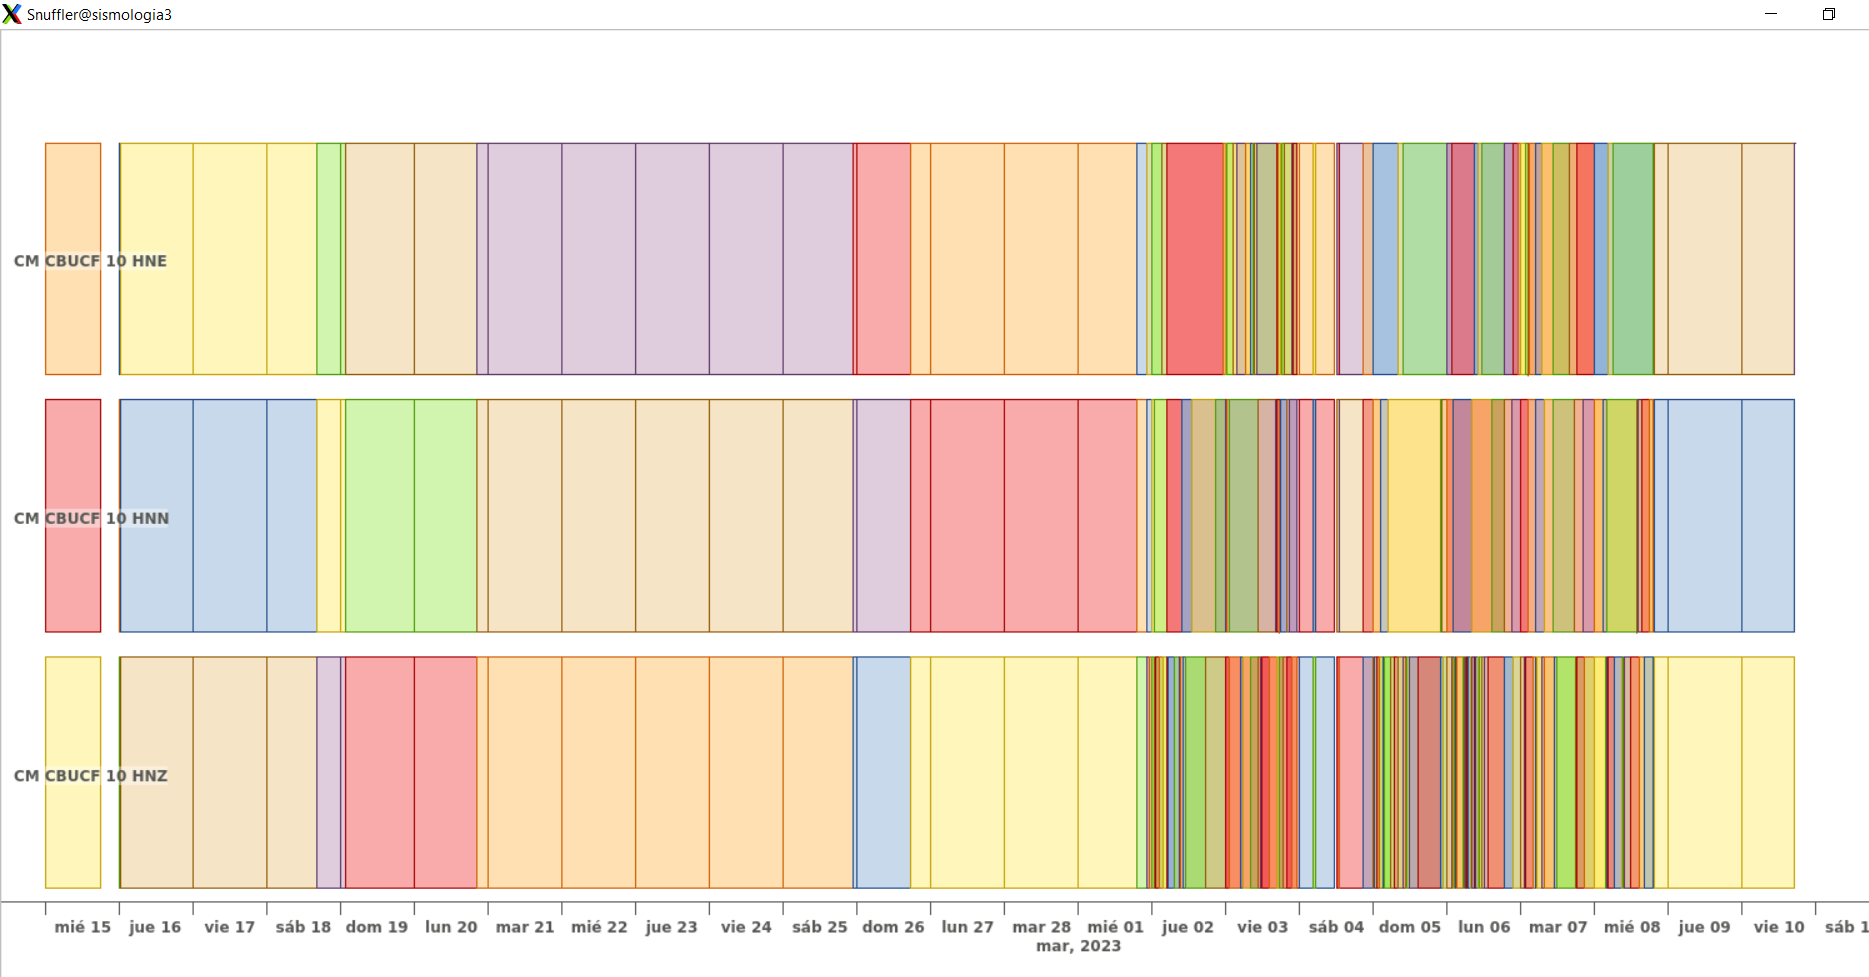 Snuffler@sismologia3
CM CBUCF 10 HNE
CM CBUCF 10 HNN
CM CBUCF 10 HNZ
mié 15 jue 16 vie 17 sáb 18 dom 19 lun 20 mar 21 mié 22 jue 23 vie 24 sáb 25 dom 26 lun 27 mar 28 mié 01 jue 02 vie 03 sáb 04 dom 05 lun 06 mar 07 mié 08 jue 09 vie 10 sáb 1
mar, 2023